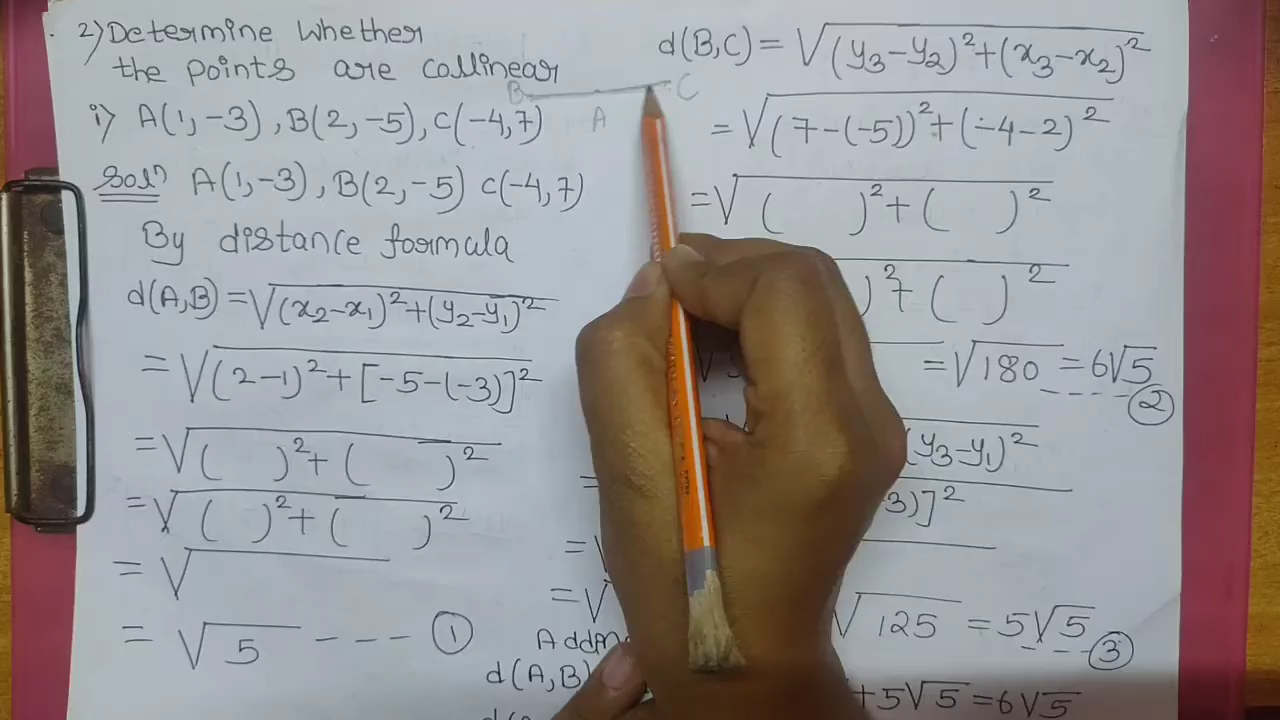 2) Determine whether
the points are collinear
B C
A
i) A(1,-3), B(2,-5), C(-4,7)
Solⁿ A(1,-3), B(2,-5) C(-4,7)
By distance formula
d(A,B) = √(x₂-x₁)²+(y₂-y₁)²
= √(2-1)²+[-5-(-3)]²
= √( )²+( )²
= √( )²+( )²
= √
= √5 --- ①
d(B,C) = √(y₃-y₂)²+(x₃-x₂)²
= √(7-(-5))²+(-4-2)²
= √( )²+( )²
)²+( )²
= √180 = 6√5
---- ②
(y₃-y₁)²
3)]²
= √
= √
√125 = 5√5
---- ③
d(A,B)
+5√5 = 6√5